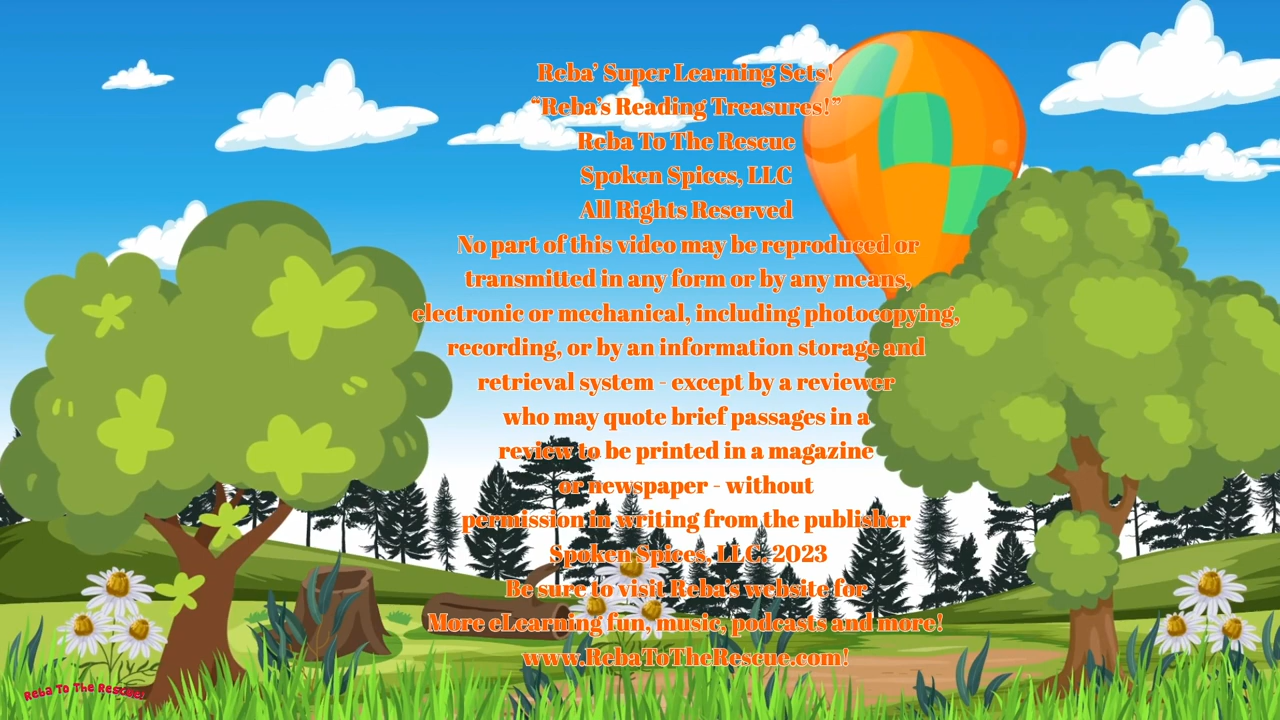 Reba’ Super Learning Sets!
“Reba’s Reading Treasures!”
Reba To The Rescue
Spoken Spices, LLC
All Rights Reserved
No part of this video may be reproduced or
transmitted in any form or by any means,
electronic or mechanical, including photocopying,
recording, or by an information storage and
retrieval system - except by a reviewer
who may quote brief passages in a
review to be printed in a magazine
or newspaper - without
permission in writing from the publisher
Spoken Spices, LLC. 2023
Be sure to visit Reba’s website for
More eLearning fun, music, podcasts and more!
www.RebaToTheRescue.com!
Reba To The Rescue!